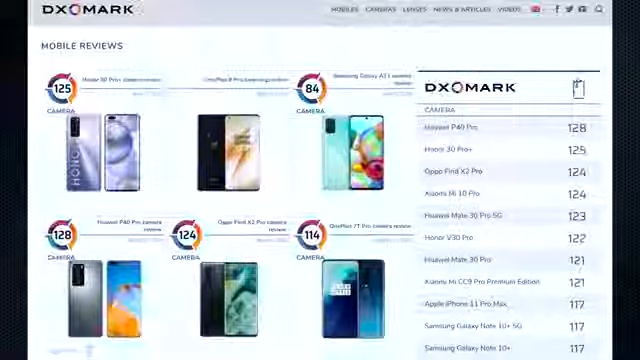 DXOMARK
MOBILES CAMERAS LENSES NEWS & ARTICLES VIDEOS
MOBILE REVIEWS
125
CAMERA
Honor 30 Pro+ camera review
OnePlus 8 Pro camera review
84
CAMERA
Samsung Galaxy A71 camera
review
HONOR
128
CAMERA
Huawei P40 Pro camera
review
124
CAMERA
Oppo Find X2 Pro camera
review
114
CAMERA
OnePlus 7T Pro camera review
DXOMARK
CAMERA
Huawei P40 Pro 128
Honor 30 Pro+ 125
Oppo Find X2 Pro 124
Xiaomi Mi 10 Pro 124
Huawei Mate 30 Pro 5G 123
Honor V30 Pro 122
Huawei Mate 30 Pro 121
Xiaomi Mi CC9 Pro Premium Edition 121
Apple iPhone 11 Pro Max 117
Samsung Galaxy Note 10+ 5G 117
Samsung Galaxy Note 10+ 117